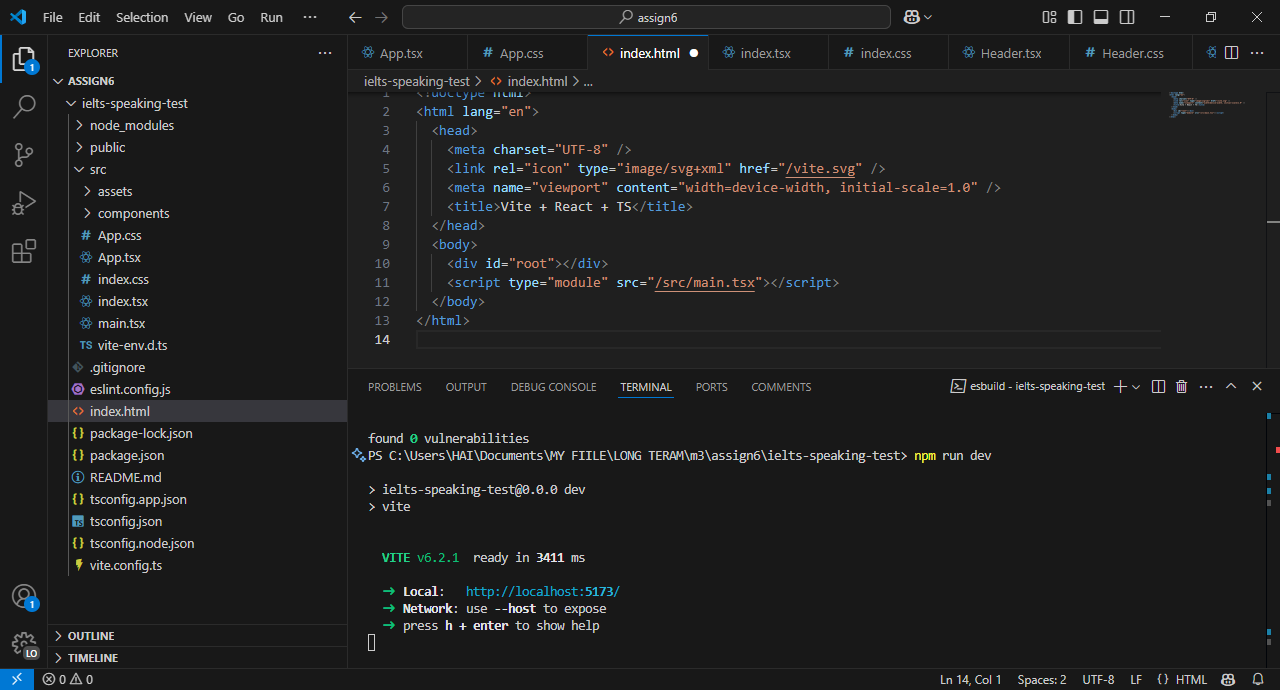 File Edit Selection View Go Run ··· assign6
EXPLORER ···
ASSIGN6
ielts-speaking-test
node_modules
public
src
assets
components
# App.css
App.tsx
# index.css
index.tsx
main.tsx
TS vite-env.d.ts
.gitignore
eslint.config.js
<> index.html
{} package-lock.json
{} package.json
README.md
{} tsconfig.app.json
TS tsconfig.json
{} tsconfig.node.json
vite.config.ts
OUTLINE
TIMELINE
1
1
LO
App.tsx # App.css <> index.html index.tsx # index.css Header.tsx # Header.css ···
ielts-speaking-test > <> index.html > ...
1 <!doctype html>
2 <html lang="en">
3 <head>
4 <meta charset="UTF-8" />
5 <link rel="icon" type="image/svg+xml" href="/vite.svg" />
6 <meta name="viewport" content="width=device-width, initial-scale=1.0" />
7 <title>Vite + React + TS</title>
8 </head>
9 <body>
10 <div id="root"></div>
11 <script type="module" src="/src/main.tsx"></script>
12 </body>
13 </html>
14
PROBLEMS OUTPUT DEBUG CONSOLE TERMINAL PORTS COMMENTS esbuild - ielts-speaking-test ···
found 0 vulnerabilities
PS C:\Users\HAI\Documents\MY FIILE\LONG TERAM\m3\assign6\ielts-speaking-test> npm run dev
> ielts-speaking-test@0.0.0 dev
> vite
VITE v6.2.1 ready in 3411 ms
➜ Local: http://localhost:5173/
➜ Network: use --host to expose
➜ press h + enter to show help
0 0 Ln 14, Col 1 Spaces: 2 UTF-8 LF {} HTML